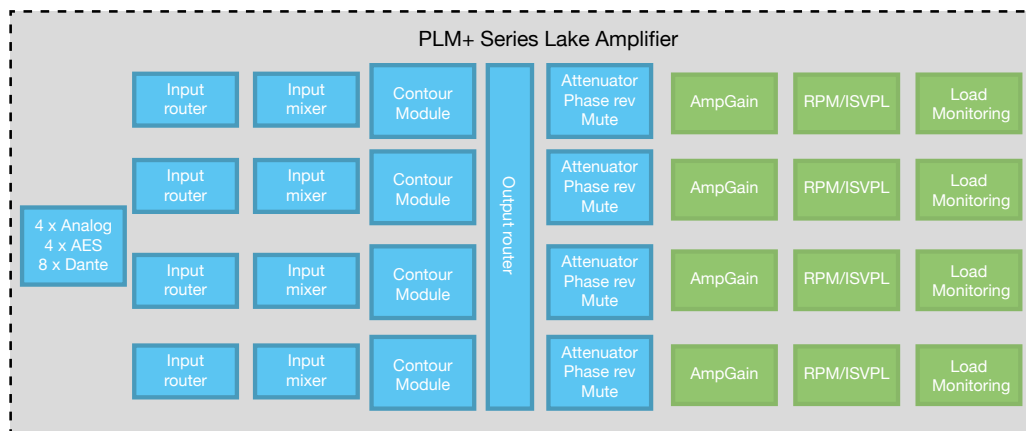 PLM+ Series Lake Amplifier
Input
router
Input
mixer
Contour
Module
Attenuator
Phase rev
Mute
AmpGain
RPM/ISVPL
Load
Monitoring
Input
router
Input
mixer
Contour
Module
Attenuator
Phase rev
Mute
AmpGain
RPM/ISVPL
Load
Monitoring
4 x Analog
4 x AES
8 x Dante
Output router
Input
router
Input
mixer
Contour
Module
Attenuator
Phase rev
Mute
AmpGain
RPM/ISVPL
Load
Monitoring
Input
router
Input
mixer
Contour
Module
Attenuator
Phase rev
Mute
AmpGain
RPM/ISVPL
Load
Monitoring